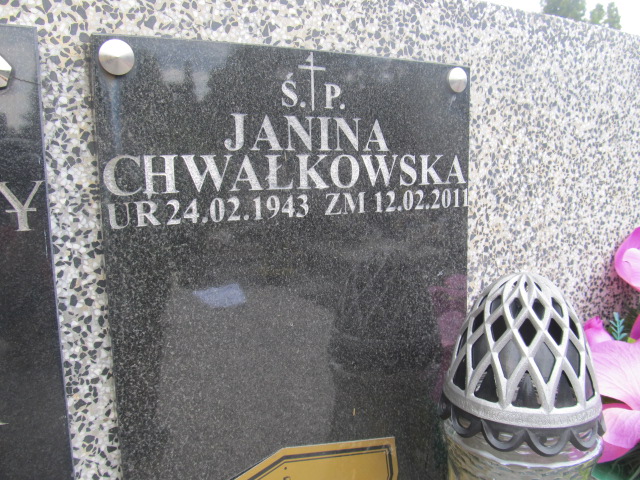 Ś. P.
JANINA
CHWAŁKOWSKA
UR 24.02.1943 ZM 12.02.2011
Y